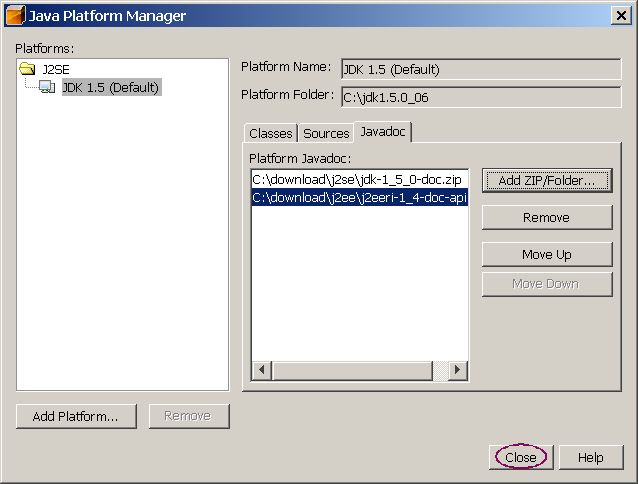 Java Platform Manager
Platforms:
J2SE
JDK 1.5 (Default)
Platform Name:
JDK 1.5 (Default)
Platform Folder:
C:\jdk1.5.0_06
Classes
Sources
Javadoc
Platform Javadoc:
C:\download\j2se\jdk-1_5_0-doc.zip
C:\download\j2ee\j2eeri-1_4-doc-api
Add ZIP/Folder...
Remove
Move Up
Move Down
Add Platform...
Remove
Close
Help